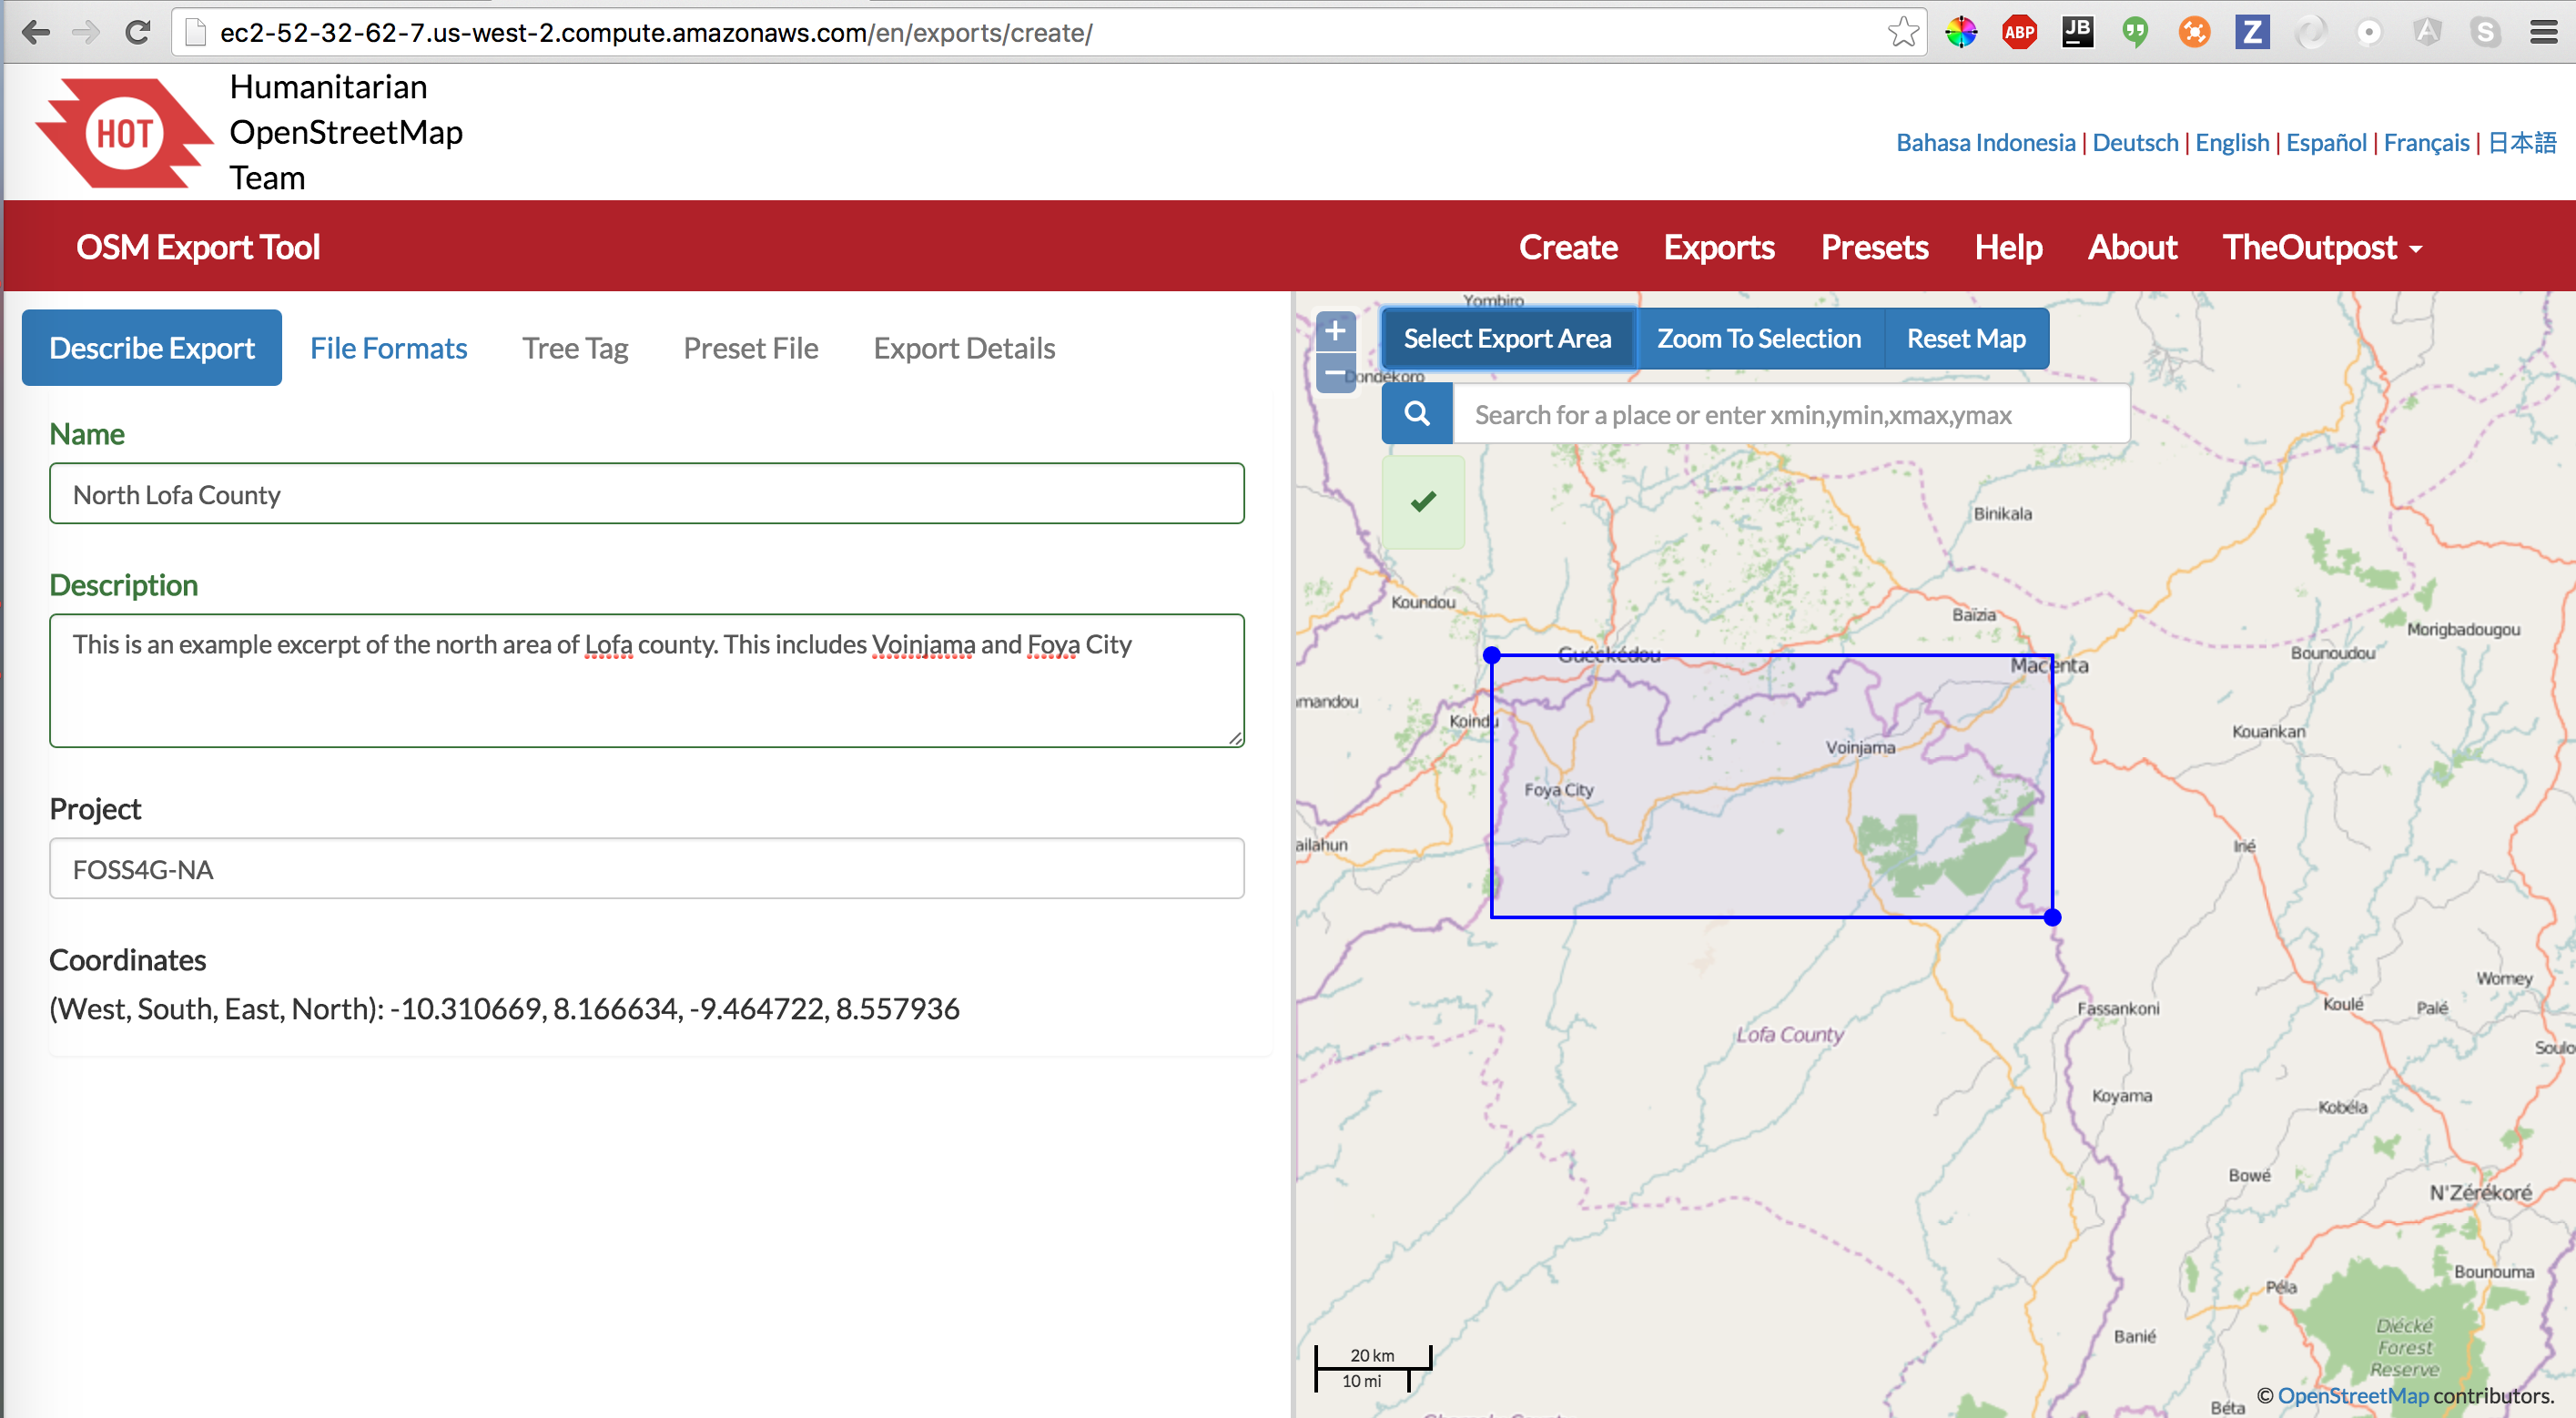 ec2-52-32-62-7.us-west-2.compute.amazonaws.com/en/exports/create/
ABP
JB
Z
A
S
HOT
Humanitarian
OpenStreetMap
Team
Bahasa Indonesia | Deutsch | English | Español | Français | 日本語
OSM Export Tool
Create
Exports
Presets
Help
About
TheOutpost
Describe Export
File Formats
Tree Tag
Preset File
Export Details
Name
North Lofa County
Description
This is an example excerpt of the north area of Lofa county. This includes Voinjama and Foya City
Project
FOSS4G-NA
Coordinates
(West, South, East, North): -10.310669, 8.166634, -9.464722, 8.557936
Yombiro
+
−
Select Export Area
Zoom To Selection
Reset Map
Dondekoro
Search for a place or enter xmin,ymin,xmax,ymax
Binikala
Koundou
Baïzia
Morigbadougou
Guéckédou
Bounoudou
Macenta
mandou
Koindu
Kouankan
Voinjama
Foya City
ailahun
Irié
Womey
Koulé
Palé
Fassankoni
Lofa County
Soulo
Koyama
Kobéla
Bowé
N'Zérékoré
Bounouma
Péla
Diécké
Forest
Reserve
Banié
20 km
10 mi
© OpenStreetMap contributors.
Béta